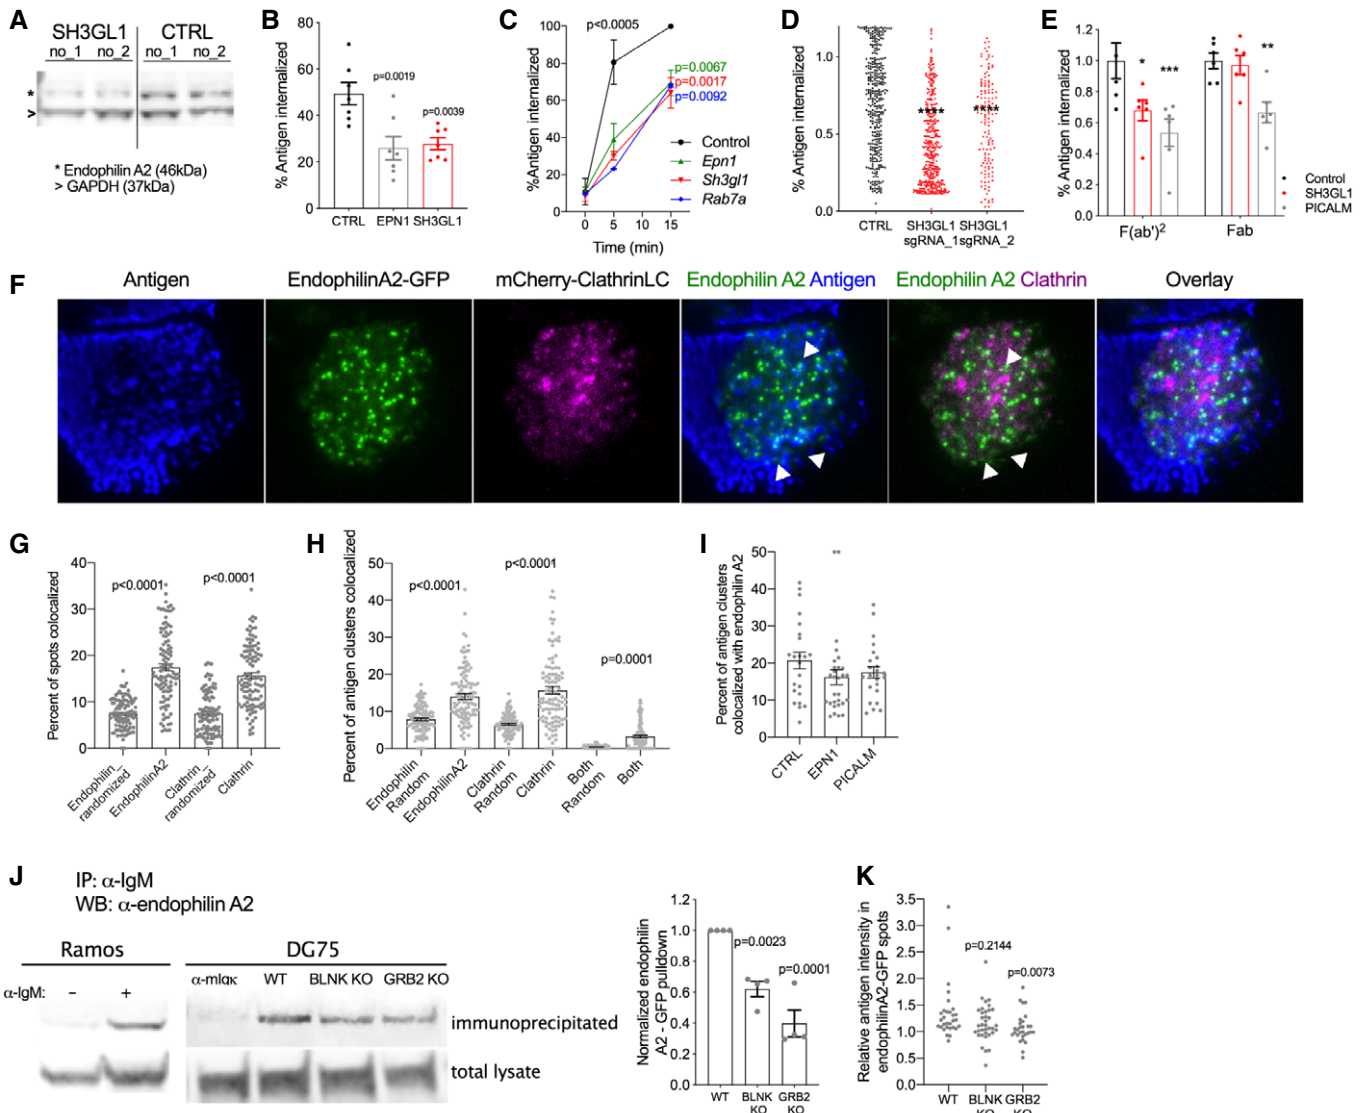 A
SH3GL1 CTRL
no_1 no_2 no_1 no_2
*
>
* Endophilin A2 (46kDa)
> GAPDH (37kDa)
B
% Antigen internalized
80
60
40
20
0
p=0.0019
p=0.0039
CTRL EPN1 SH3GL1
C
%Antigen internalized
100
80
60
40
20
0
p<0.0005
p=0.0067
p=0.0017
p=0.0092
Control
Epn1
Sh3gl1
Rab7a
0 5 10 15
Time (min)
D
% Antigen internalized
1.0
0.5
0.0
**** ****
CTRL SH3GL1 SH3GL1
sgRNA_1 sgRNA_2
E
% Antigen internalized
1.2
1.0
0.8
0.6
0.4
0.2
0.0
* *** **
F(ab')2 Fab
Control
SH3GL1
PICALM
F
Antigen EndophilinA2-GFP mCherry-ClathrinLC Endophilin A2 Antigen Endophilin A2 Clathrin Overlay
G
Percent of spots colocalized
40
30
20
10
0
p<0.0001 p<0.0001
Endophilin_
randomized
EndophilinA2
Clathrin_
randomized
Clathrin
H
Percent of antigen clusters colocalized
50
40
30
20
10
0
p<0.0001
p<0.0001
p=0.0001
Endophilin
Random
EndophilinA2
Clathrin
Random
Clathrin
Both
Random
Both
I
Percent of antigen clusters
colocalized with endophilin A2
50
40
30
20
10
0
CTRL
EPN1
PICALM
J
IP: α-IgM
WB: α-endophilin A2
Ramos
DG75
α-IgM: - +
α-mIgκ WT BLNK KO GRB2 KO
immunoprecipitated
total lysate
Normalized endophilin
A2 - GFP pulldown
1.2
1.0
0.8
0.6
0.4
0.2
0.0
p=0.0023
p=0.0001
WT BLNK GRB2
KO KO
K
Relative antigen intensity in
endophilinA2-GFP spots
3.5
3.0
2.5
2.0
1.5
1.0
0.5
0.0
p=0.2144
p=0.0073
WT BLNK GRB2
KO KO